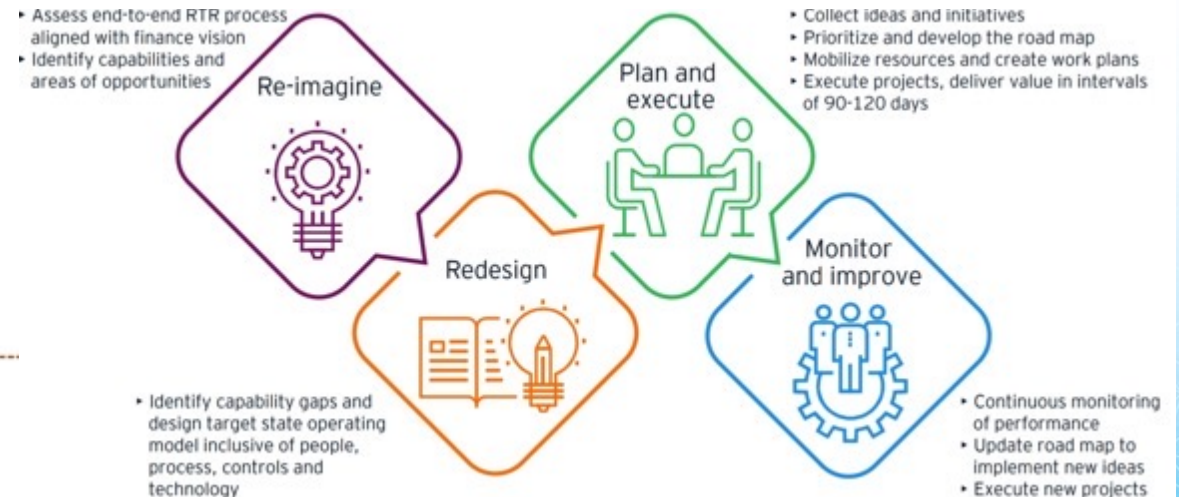 ▸ Assess end-to-end RTR process
aligned with finance vision
▸ Identify capabilities and
areas of opportunities
Re-imagine
Redesign
▸ Identify capability gaps and
design target state operating
model inclusive of people,
process, controls and
technology
Plan and
execute
▸ Collect ideas and initiatives
▸ Prioritize and develop the road map
▸ Mobilize resources and create work plans
▸ Execute projects, deliver value in intervals
of 90-120 days
Monitor
and improve
▸ Continuous monitoring
of performance
▸ Update road map to
implement new ideas
▸ Execute new projects